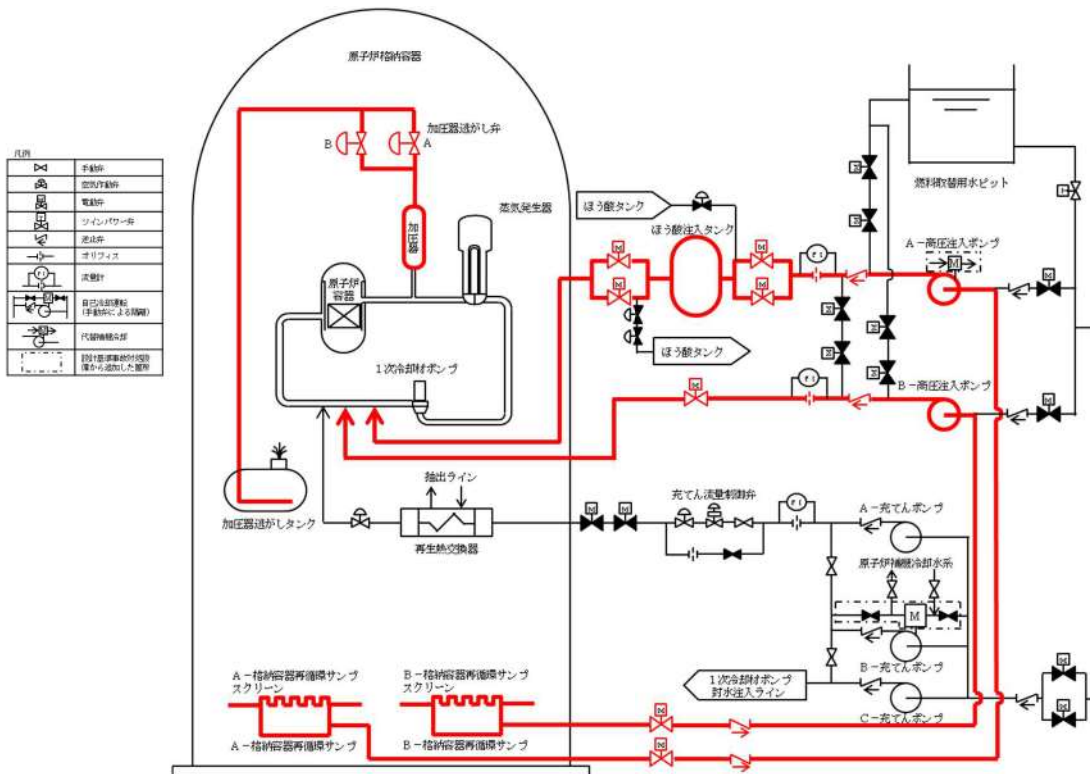 原子炉格納容器
加圧器逃がし弁
B
A
加圧器
蒸気発生器
原子炉
容器
1次冷却材ポンプ
加圧器逃がしタンク
抽出ライン
再生熱交換器
A-格納容器再循環サンプ
スクリーン
A-格納容器再循環サンプ
B-格納容器再循環サンプ
スクリーン
B-格納容器再循環サンプ
凡例
手動弁
空気作動弁
電動弁
ツインパワー弁
逆止弁
オリフィス
流量計
自己冷却運転
(手動弁による隔離)
代替補機冷却
設計基準事故対処設
備から追加した箇所
ほう酸タンク
ほう酸注入タンク
ほう酸タンク
燃料取替用水ピット
A-高圧注入ポンプ
B-高圧注入ポンプ
充てん流量制御弁
A-充てんポンプ
原子炉補機冷却水系
B-充てんポンプ
C-充てんポンプ
1次冷却材ポンプ
封水注入ライン